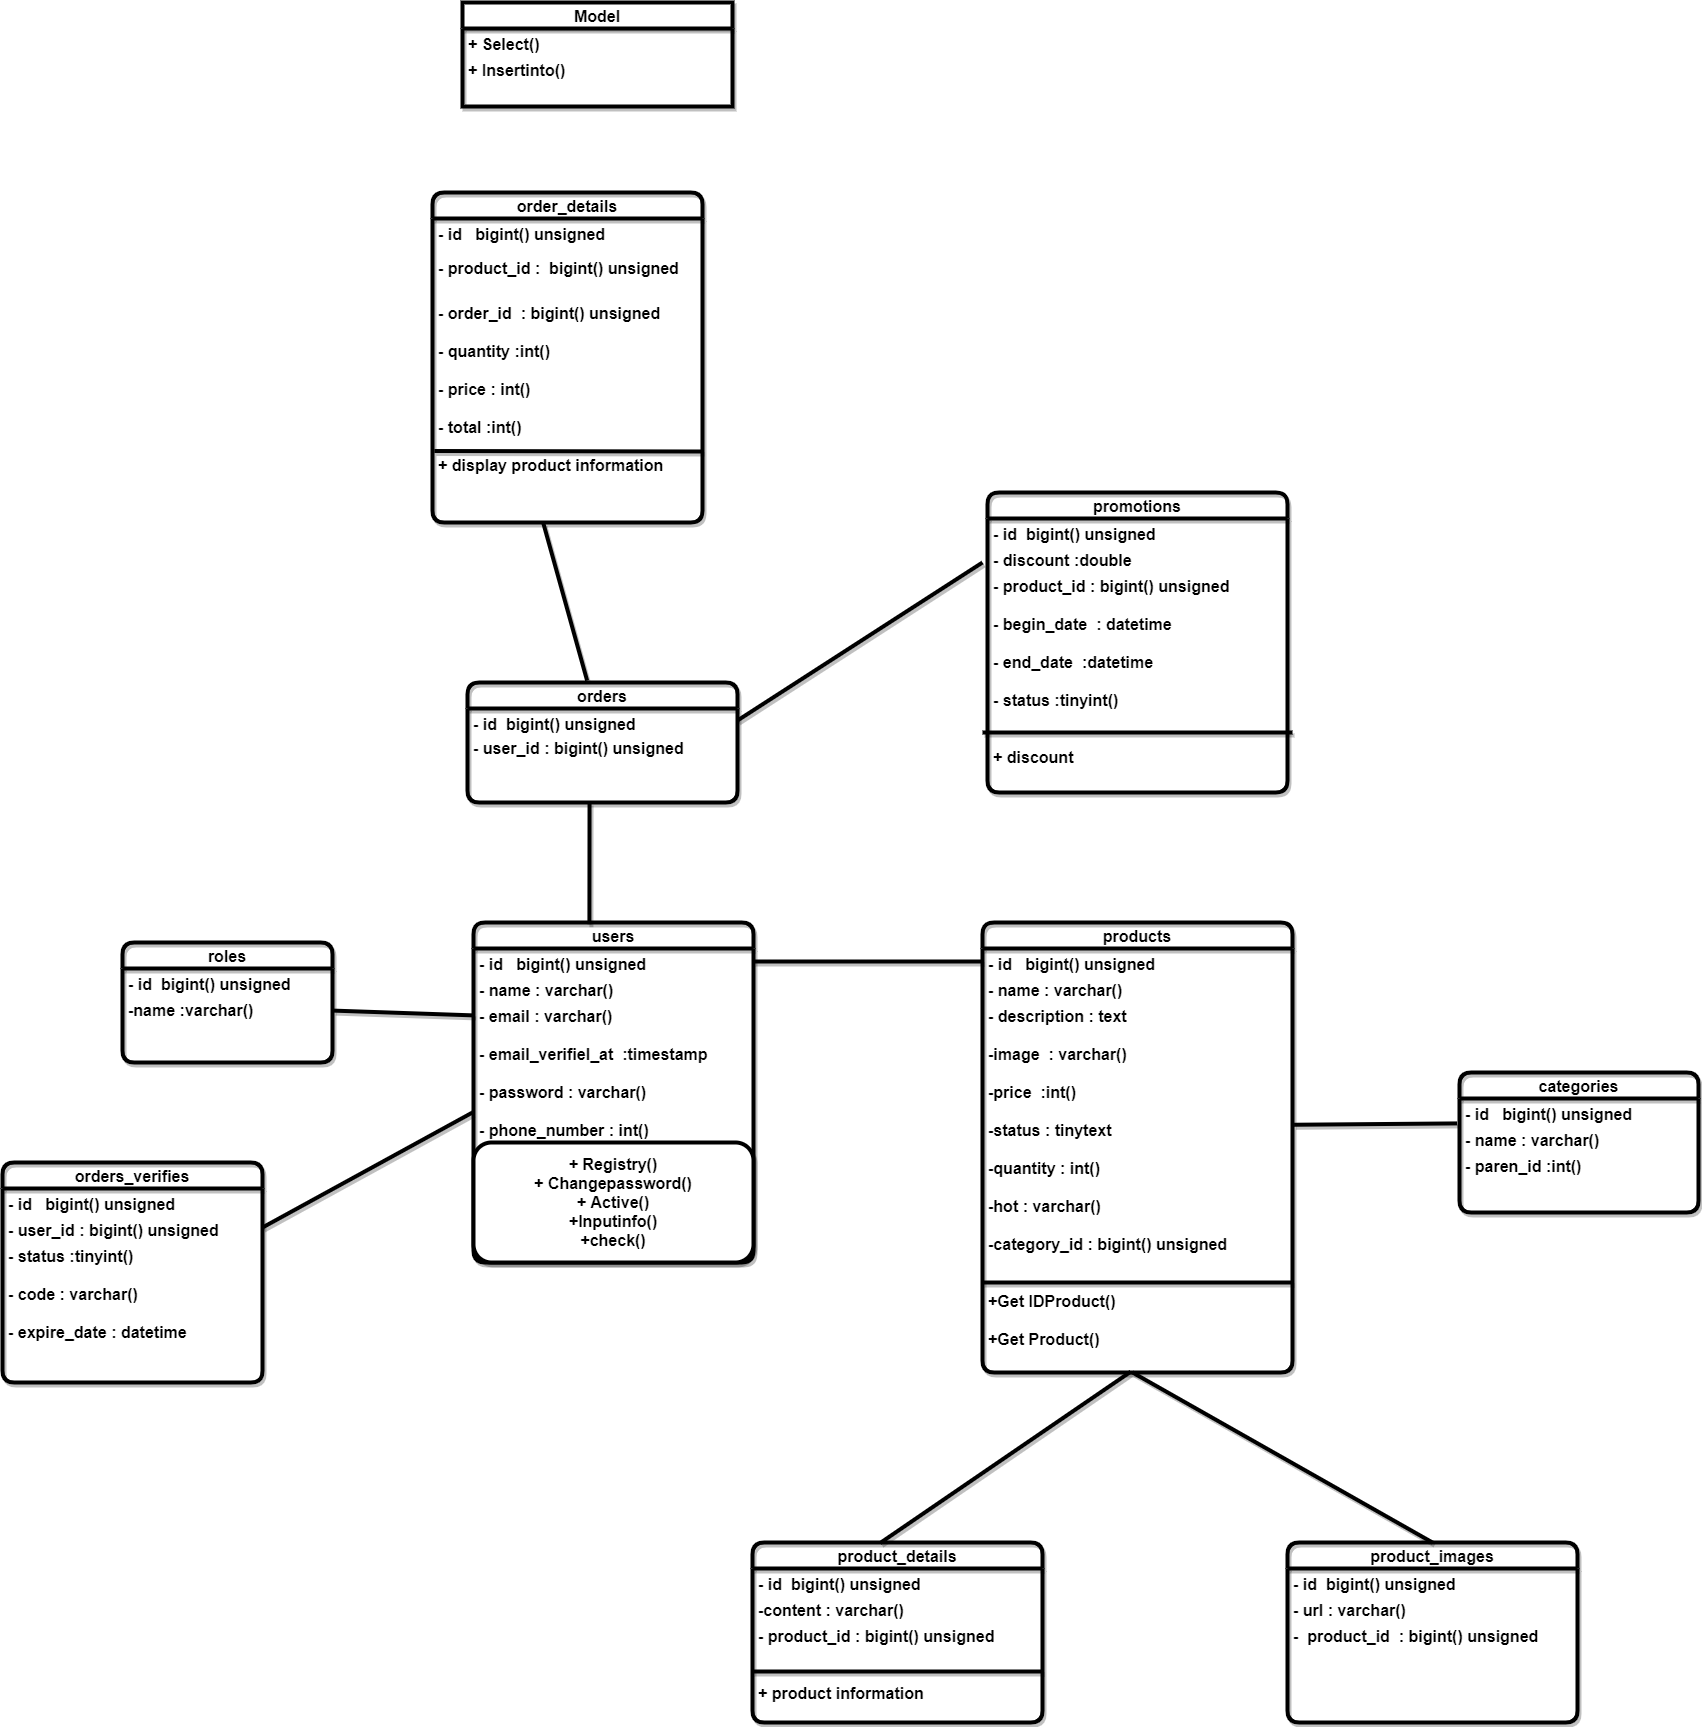 Model
+ Select()
+ Insertinto()
order_details
- id   bigint() unsigned
- product_id :  bigint() unsigned
- order_id  : bigint() unsigned
- quantity :int()
- price : int()
- total :int()
+ display product information
promotions
- id  bigint() unsigned
- discount :double
- product_id : bigint() unsigned
- begin_date  : datetime
- end_date  :datetime
- status :tinyint()
+ discount
orders
- id  bigint() unsigned
- user_id : bigint() unsigned
roles
- id  bigint() unsigned
-name :varchar()
users
- id   bigint() unsigned
- name : varchar()
- email : varchar()
- email_verifiel_at  :timestamp
- password : varchar()
- phone_number : int()
+ Registry()
+ Changepassword()
+ Active()
+Inputinfo()
+check()
products
- id   bigint() unsigned
- name : varchar()
- description : text
-image  : varchar()
-price  :int()
-status : tinytext
-quantity : int()
-hot : varchar()
-category_id : bigint() unsigned
+Get IDProduct()
+Get Product()
categories
- id   bigint() unsigned
- name : varchar()
- paren_id :int()
orders_verifies
- id   bigint() unsigned
- user_id : bigint() unsigned
- status :tinyint()
- code : varchar()
- expire_date : datetime
product_details
- id  bigint() unsigned
-content : varchar()
- product_id : bigint() unsigned
+ product information
product_images
- id  bigint() unsigned
- url : varchar()
-  product_id  : bigint() unsigned